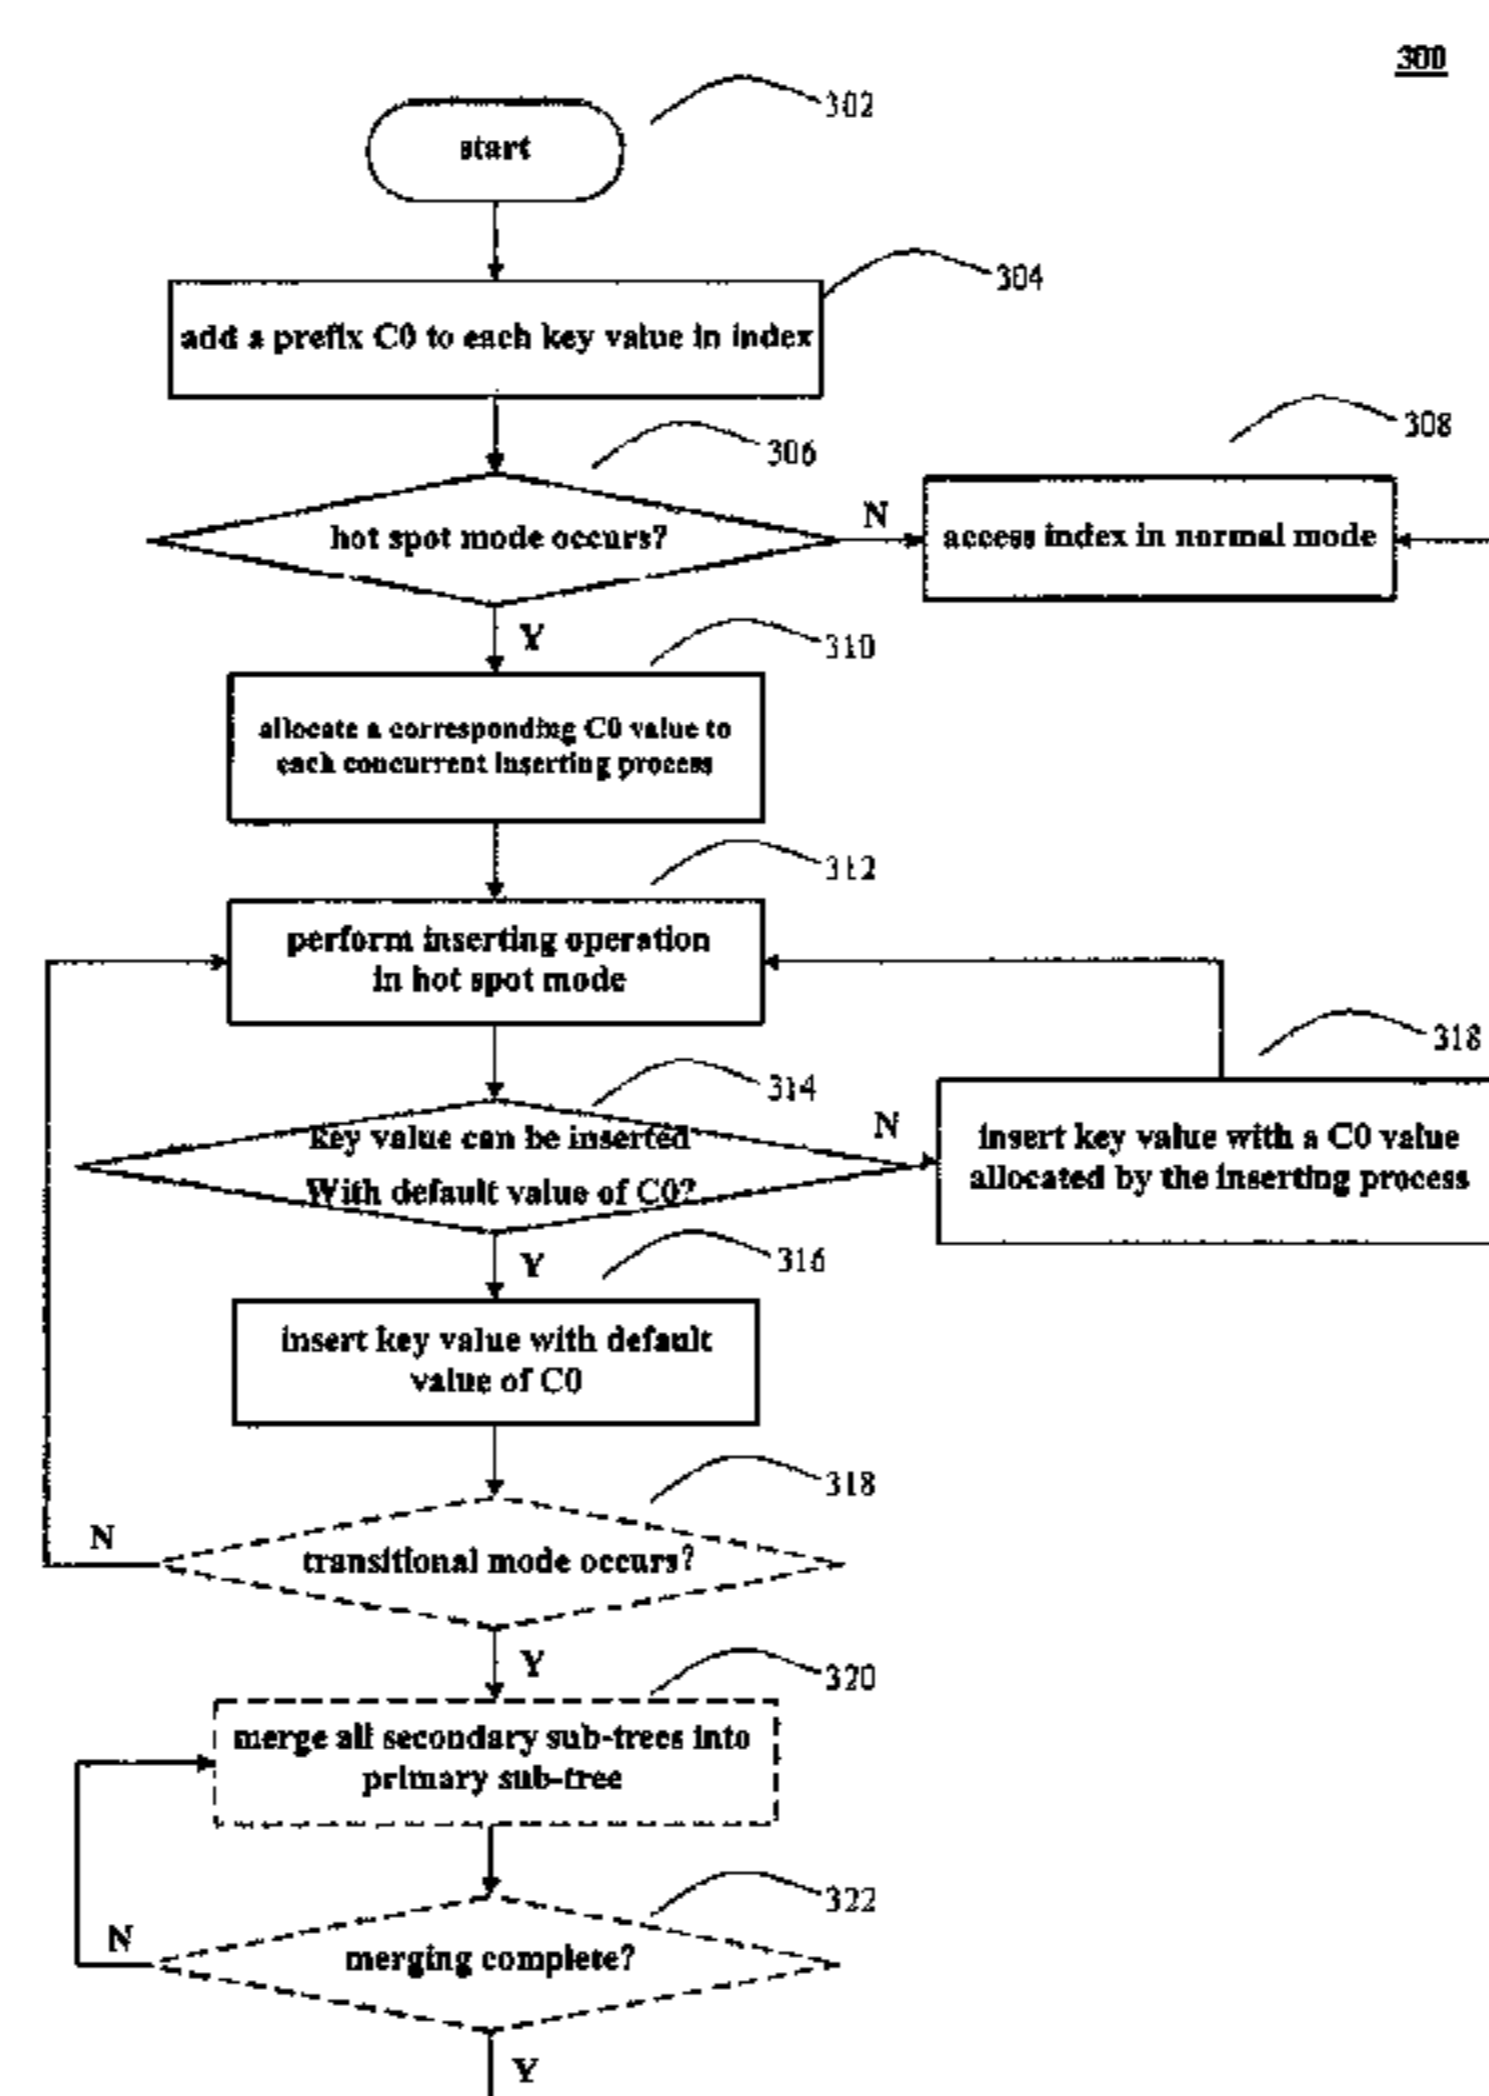 300
302
start
304
add a prefix C0 to each key value in index
306
308
hot spot mode occurs?
N
access index in normal mode
Y
310
allocate a corresponding C0 value to
each concurrent inserting process
312
perform inserting operation
in hot spot mode
318
314
key value can be inserted
With default value of C0?
N
insert key value with a C0 value
allocated by the inserting process
Y
316
insert key value with default
value of C0
318
N
transitional mode occurs?
Y
320
merge all secondary sub-trees into
primary sub-tree
322
N
merging complete?
Y